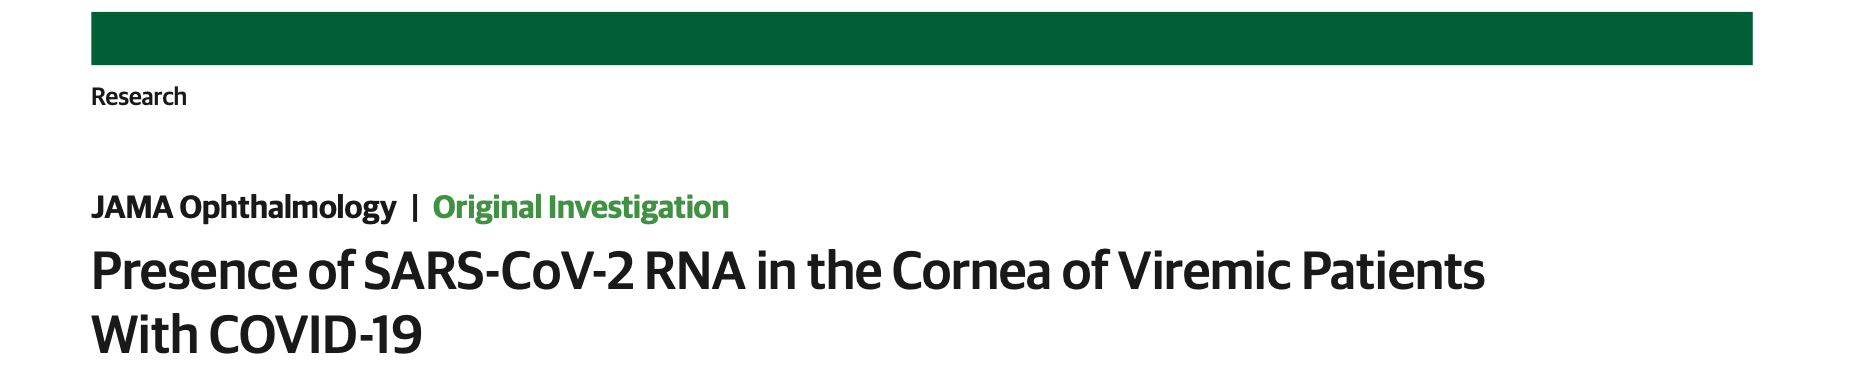 Research
JAMA Ophthalmology | Original Investigation
Presence of SARS-CoV-2 RNA in the Cornea of Viremic Patients
With COVID-19